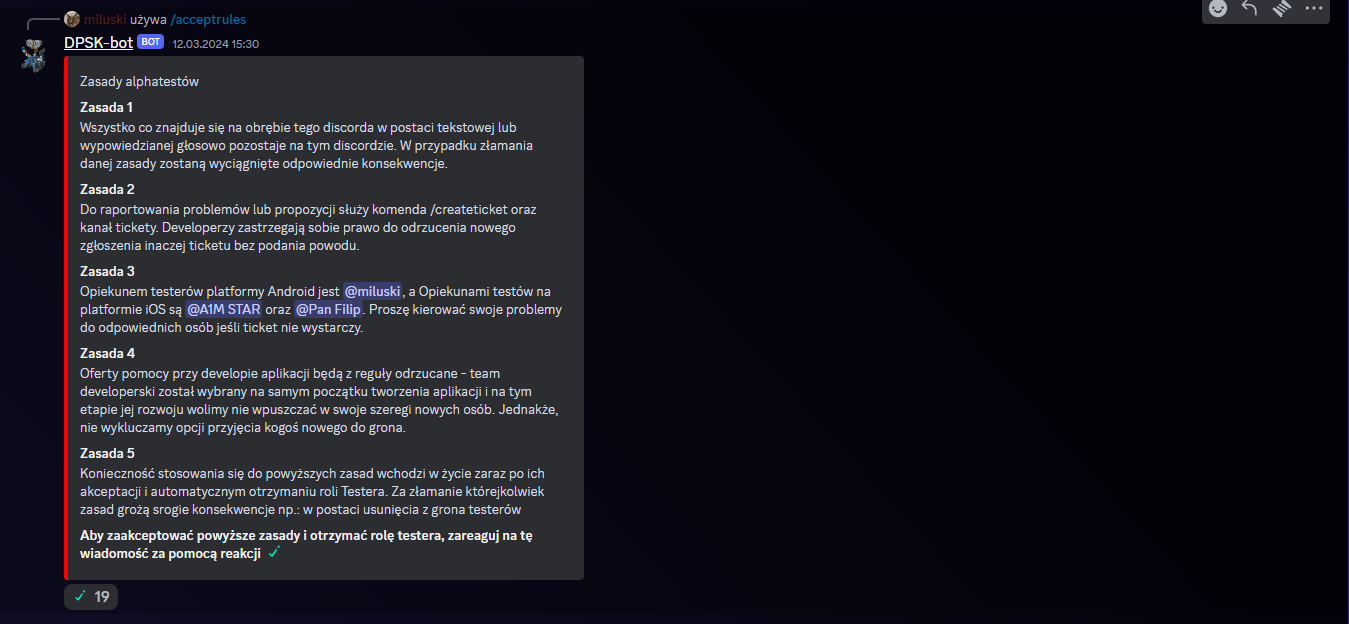 miluski używa /acceptrules
DPSK-bot BOT 12.03.2024 15:30
Zasady alphatestów
Zasada 1
Wszystko co znajduje się na obrębie tego discorda w postaci tekstowej lub
wypowiedzianej głosowo pozostaje na tym discordzie. W przypadku złamania
danej zasady zostaną wyciągnięte odpowiednie konsekwencje.
Zasada 2
Do raportowania problemów lub propozycji służy komenda /createticket oraz
kanał tickety. Developerzy zastrzegają sobie prawo do odrzucenia nowego
zgłoszenia inaczej ticketu bez podania powodu.
Zasada 3
Opiekunem testerów platformy Android jest @miluski, a Opiekunami testów na
platformie iOS są @A1M STAR oraz @Pan Filip. Proszę kierować swoje problemy
do odpowiednich osób jeśli ticket nie wystarczy.
Zasada 4
Oferty pomocy przy developie aplikacji będą z reguły odrzucane - team
developerski został wybrany na samym początku tworzenia aplikacji i na tym
etapie jej rozwoju wolimy nie wpuszczać w swoje szeregi nowych osób. Jednakże,
nie wykluczamy opcji przyjęcia kogoś nowego do grona.
Zasada 5
Konieczność stosowania się do powyższych zasad wchodzi w życie zaraz po ich
akceptacji i automatycznym otrzymaniu roli Testera. Za złamanie którejkolwiek
zasad grożą srogie konsekwencje np.: w postaci usunięcia z grona testerów
Aby zaakceptować powyższe zasady i otrzymać rolę testera, zareaguj na tę
wiadomość za pomocą reakcji
19